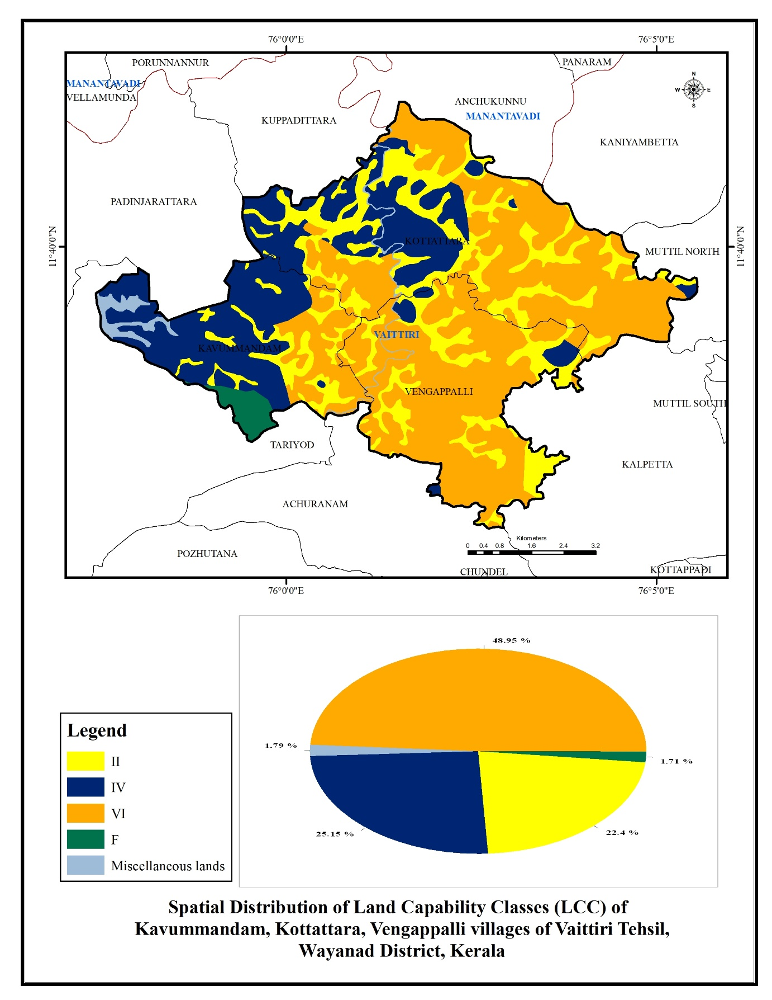 76°0'0"E
76°5'0"E
PORUNNANNUR
PANARAM
MANANTAVADI
VELLAMUNDA
N
W
E
S
ANCHUKUNNU
MANANTAVADI
KUPPADITTARA
KANIYAMBETTA
PADINJARATTARA
11°40'0"N
11°40'0"N
KOTTATTARA
MUTTIL NORTH
VAITTIRI
KAVUMMANDAM
VENGAPPALLI
MUTTIL SOUTH
TARIYOD
KALPETTA
ACHURANAM
Kilometers
0 0.4 0.8 1.6 2.4 3.2
POZHUTANA
CHUNDEL
KOTTAPPADI
76°0'0"E
76°5'0"E
48.95 %
1.79 %
1.71 %
25.15 %
22.4 %
Legend
II
IV
VI
F
Miscellaneous lands
Spatial Distribution of Land Capability Classes (LCC) of
Kavummandam, Kottattara, Vengappalli villages of Vaittiri Tehsil,
Wayanad District, Kerala